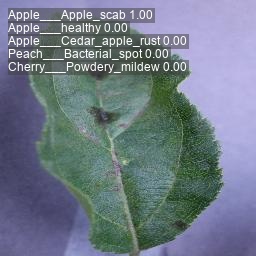 Apple___Apple_scab 1.00
Apple___healthy 0.00
Apple___Cedar_apple_rust 0.00
Peach___Bacterial_spot 0.00
Cherry___Powdery_mildew 0.00